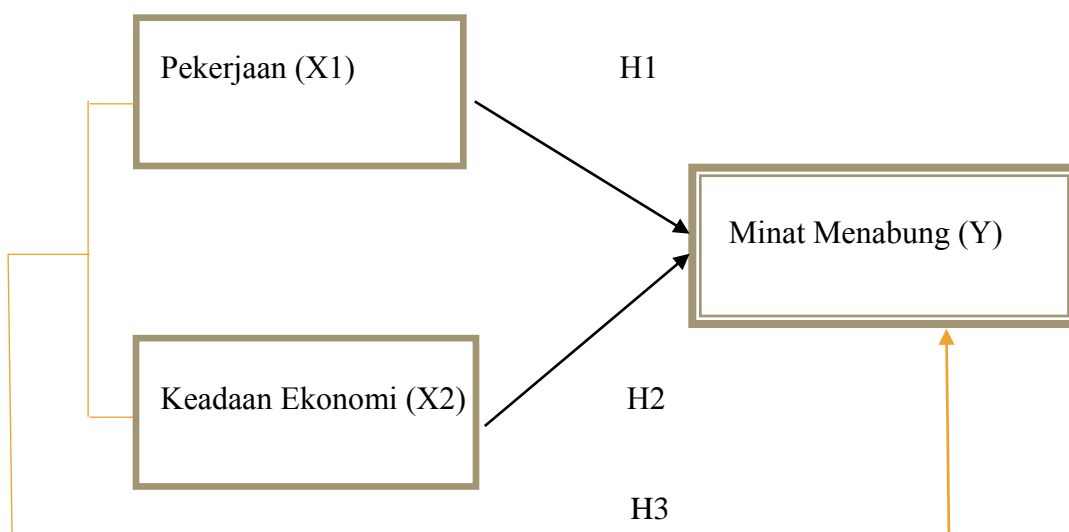 Pekerjaan (X1)
H1
Minat Menabung (Y)
Keadaan Ekonomi (X2)
H2
H3